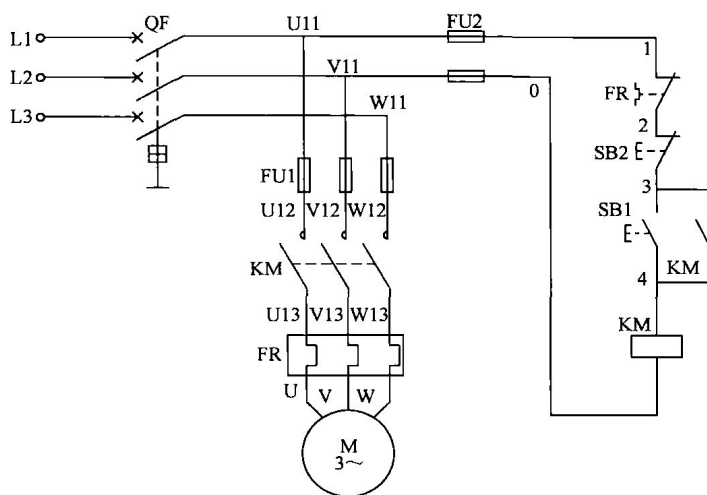 L1
QF
U11
FU2
1
L2
V11
0
FR
L3
W11
2
SB2
FU1
3
U12 V12 W12
SB1
KM
4
KM
U13 V13 W13
KM
FR
U V W
M
3~